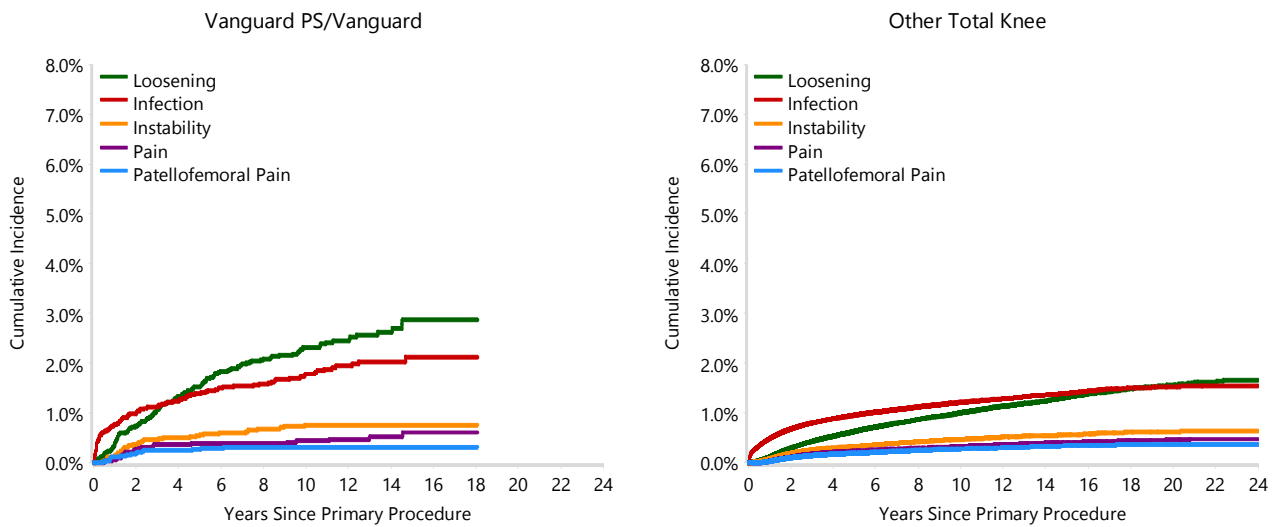 Vanguard PS/Vanguard
8.0%
7.0%
6.0%
5.0%
4.0%
3.0%
2.0%
1.0%
0.0%
Cumulative Incidence
Loosening
Infection
Instability
Pain
Patellofemoral Pain
0 2 4 6 8 10 12 14 16 18 20 22 24
Years Since Primary Procedure
Other Total Knee
8.0%
7.0%
6.0%
5.0%
4.0%
3.0%
2.0%
1.0%
0.0%
Cumulative Incidence
Loosening
Infection
Instability
Pain
Patellofemoral Pain
0 2 4 6 8 10 12 14 16 18 20 22 24
Years Since Primary Procedure